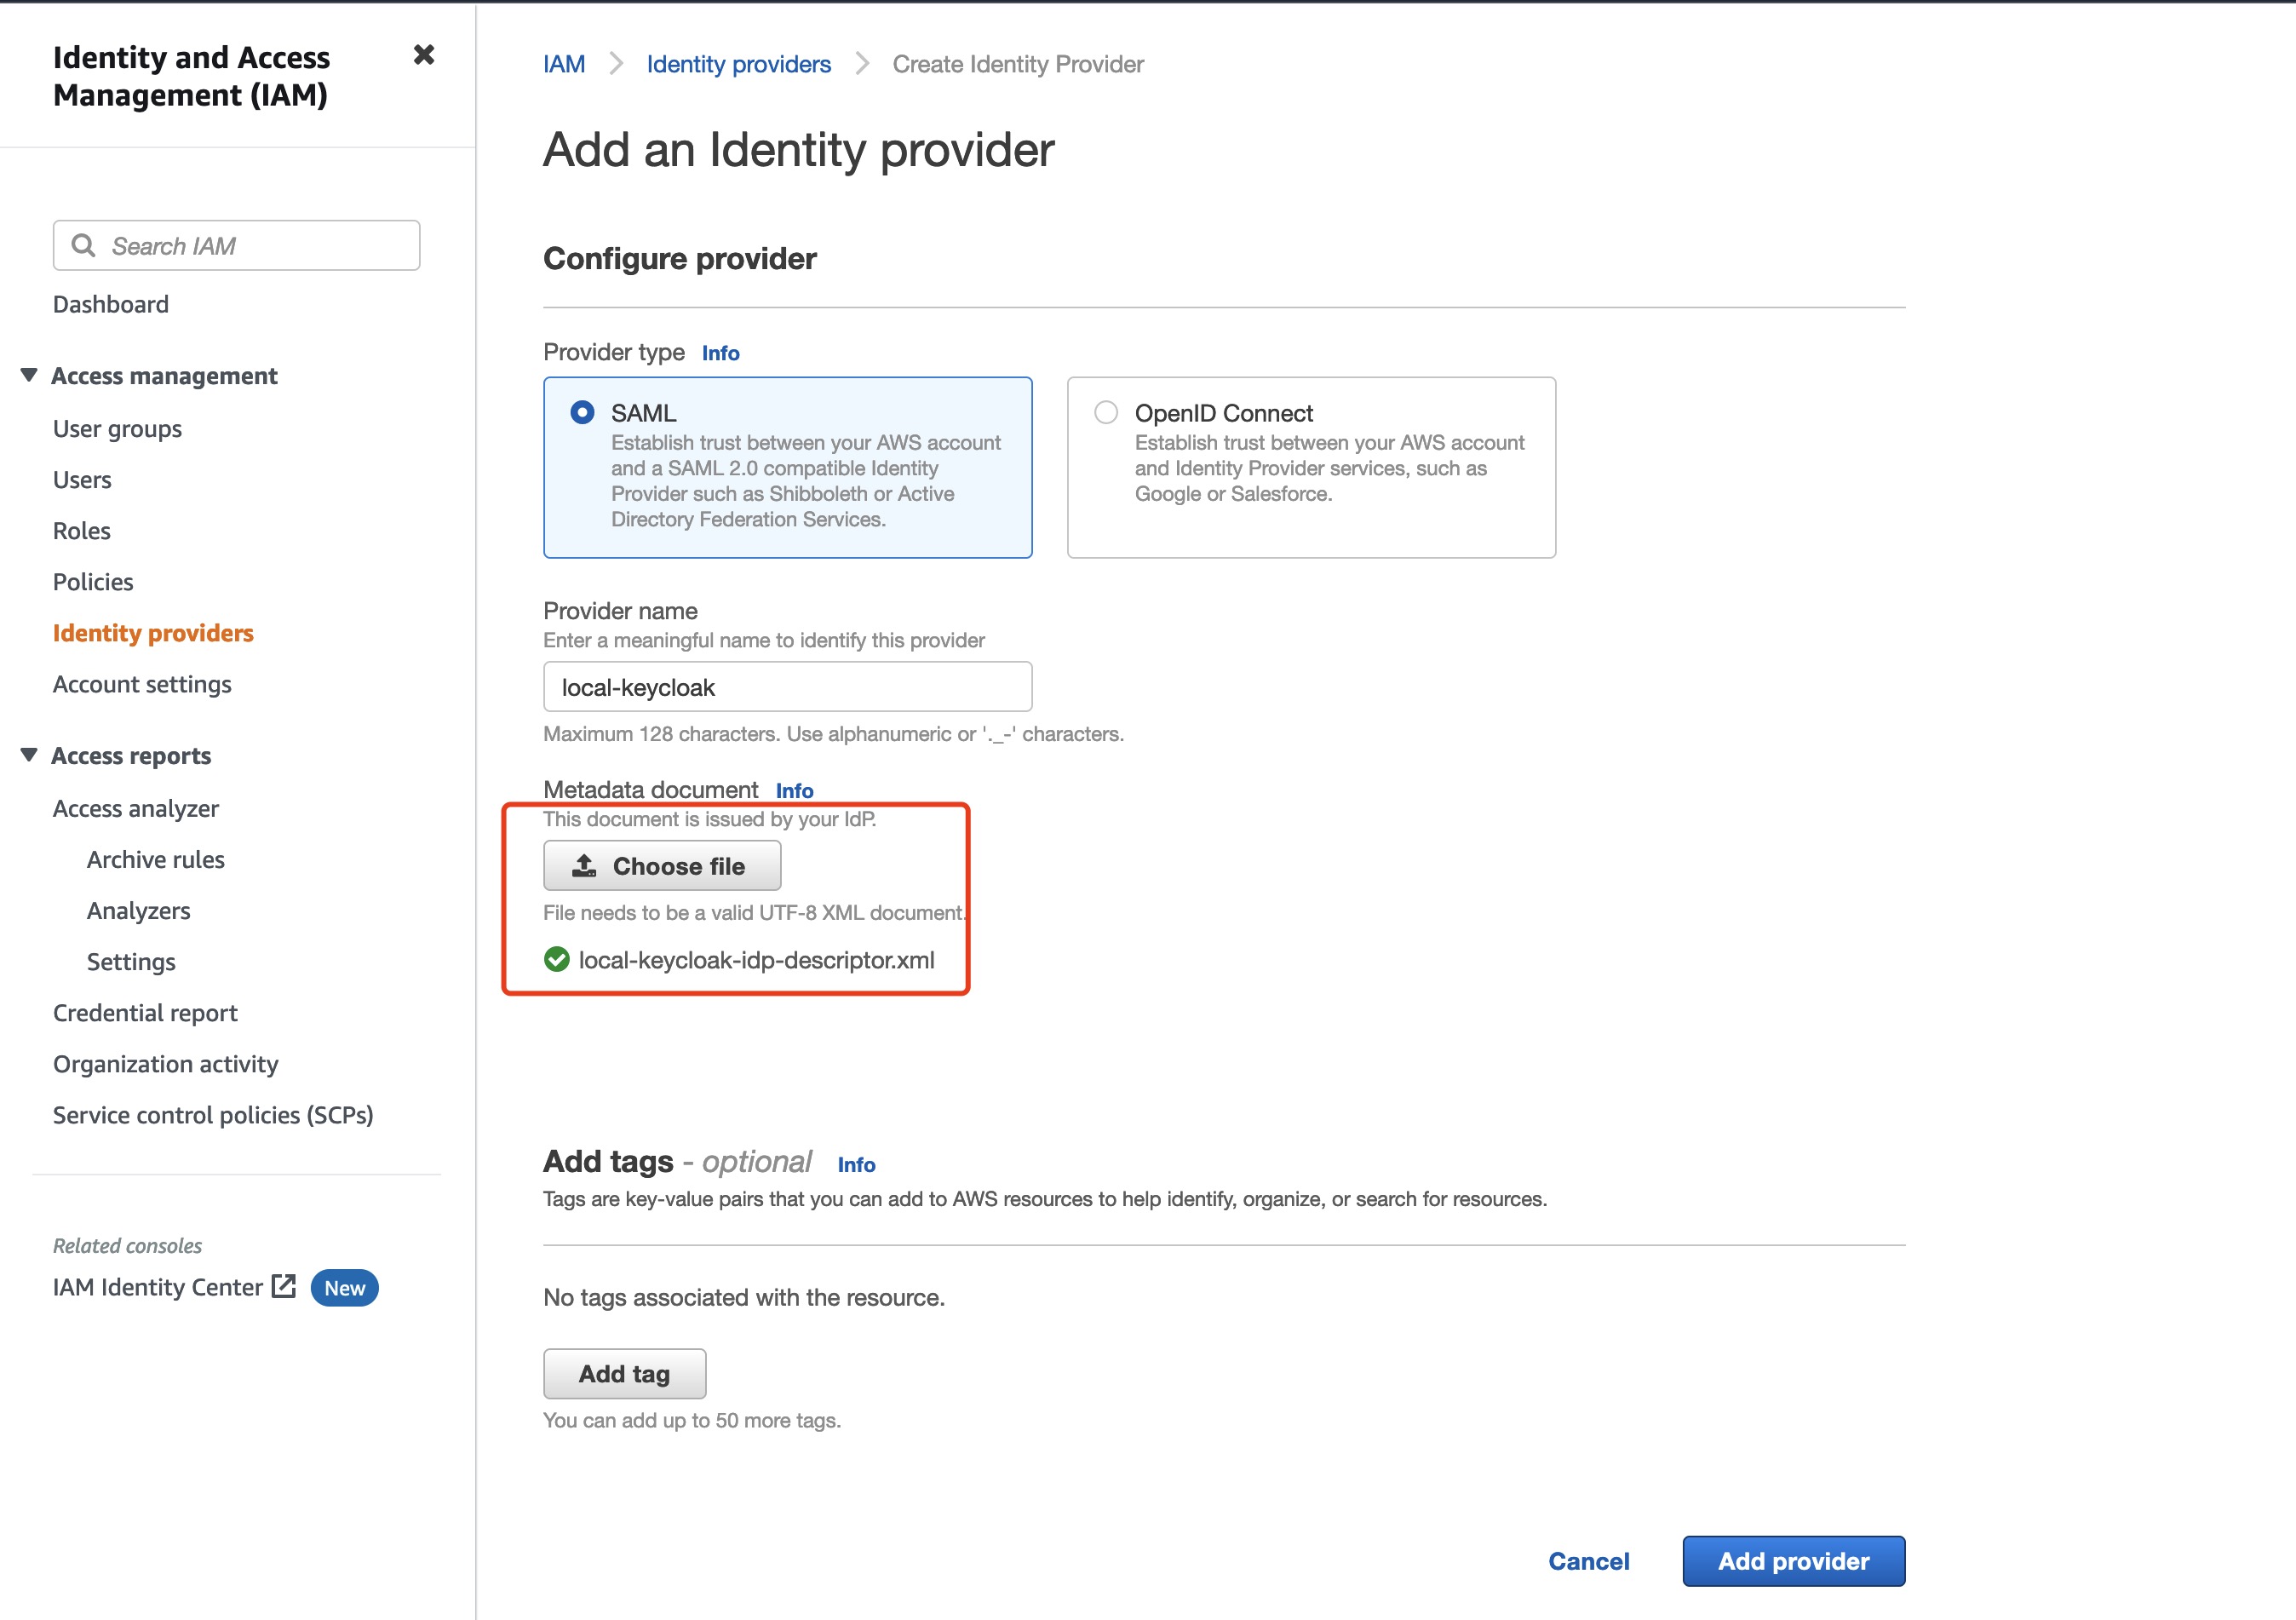 Identity and Access
Management (IAM)
Search IAM
Dashboard
Access management
User groups
Users
Roles
Policies
Identity providers
Account settings
Access reports
Access analyzer
Archive rules
Analyzers
Settings
Credential report
Organization activity
Service control policies (SCPs)
Related consoles
IAM Identity Center New
IAM > Identity providers > Create Identity Provider
Add an Identity provider
Configure provider
Provider type Info
SAML
Establish trust between your AWS account
and a SAML 2.0 compatible Identity
Provider such as Shibboleth or Active
Directory Federation Services.
OpenID Connect
Establish trust between your AWS account
and Identity Provider services, such as
Google or Salesforce.
Provider name
Enter a meaningful name to identify this provider
local-keycloak
Maximum 128 characters. Use alphanumeric or '._-' characters.
Metadata document Info
This document is issued by your IdP.
Choose file
File needs to be a valid UTF-8 XML document.
local-keycloak-idp-descriptor.xml
Add tags - optional Info
Tags are key-value pairs that you can add to AWS resources to help identify, organize, or search for resources.
No tags associated with the resource.
Add tag
You can add up to 50 more tags.
Cancel Add provider